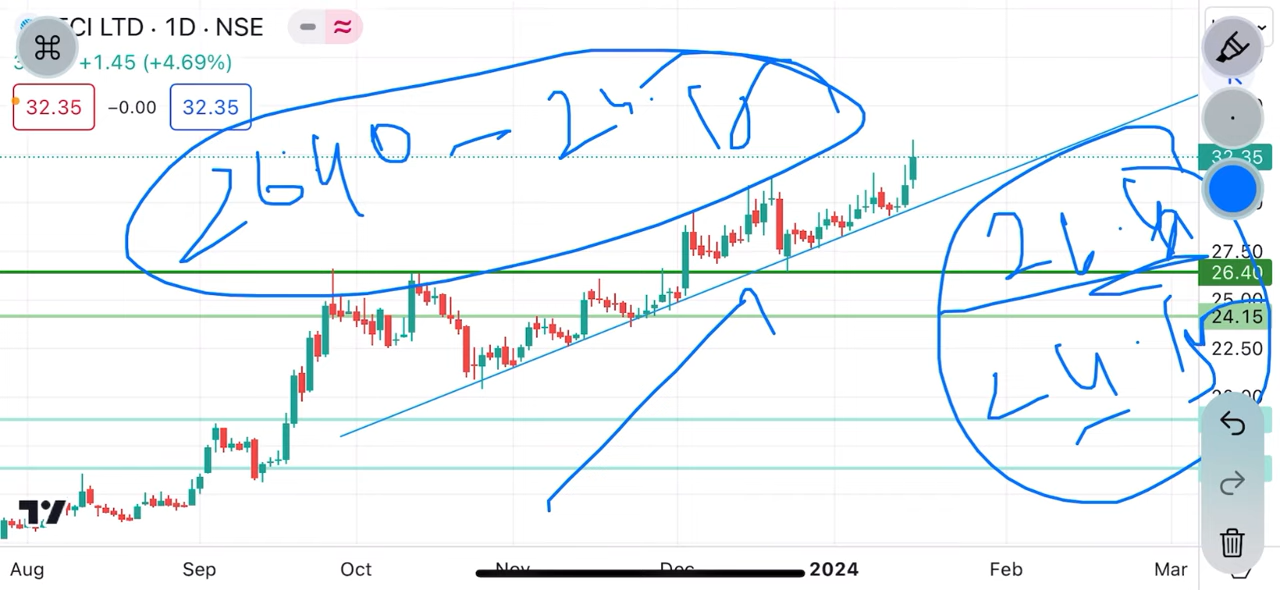 CI LTD · 1D · NSE
+1.45 (+4.69%)
32.35 −0.00 32.35
2640 - 24.15
32.35
26.40
24.15
27.50
26.40
24.15
22.50
Aug Sep Oct Nov Dec 2024 Feb Mar